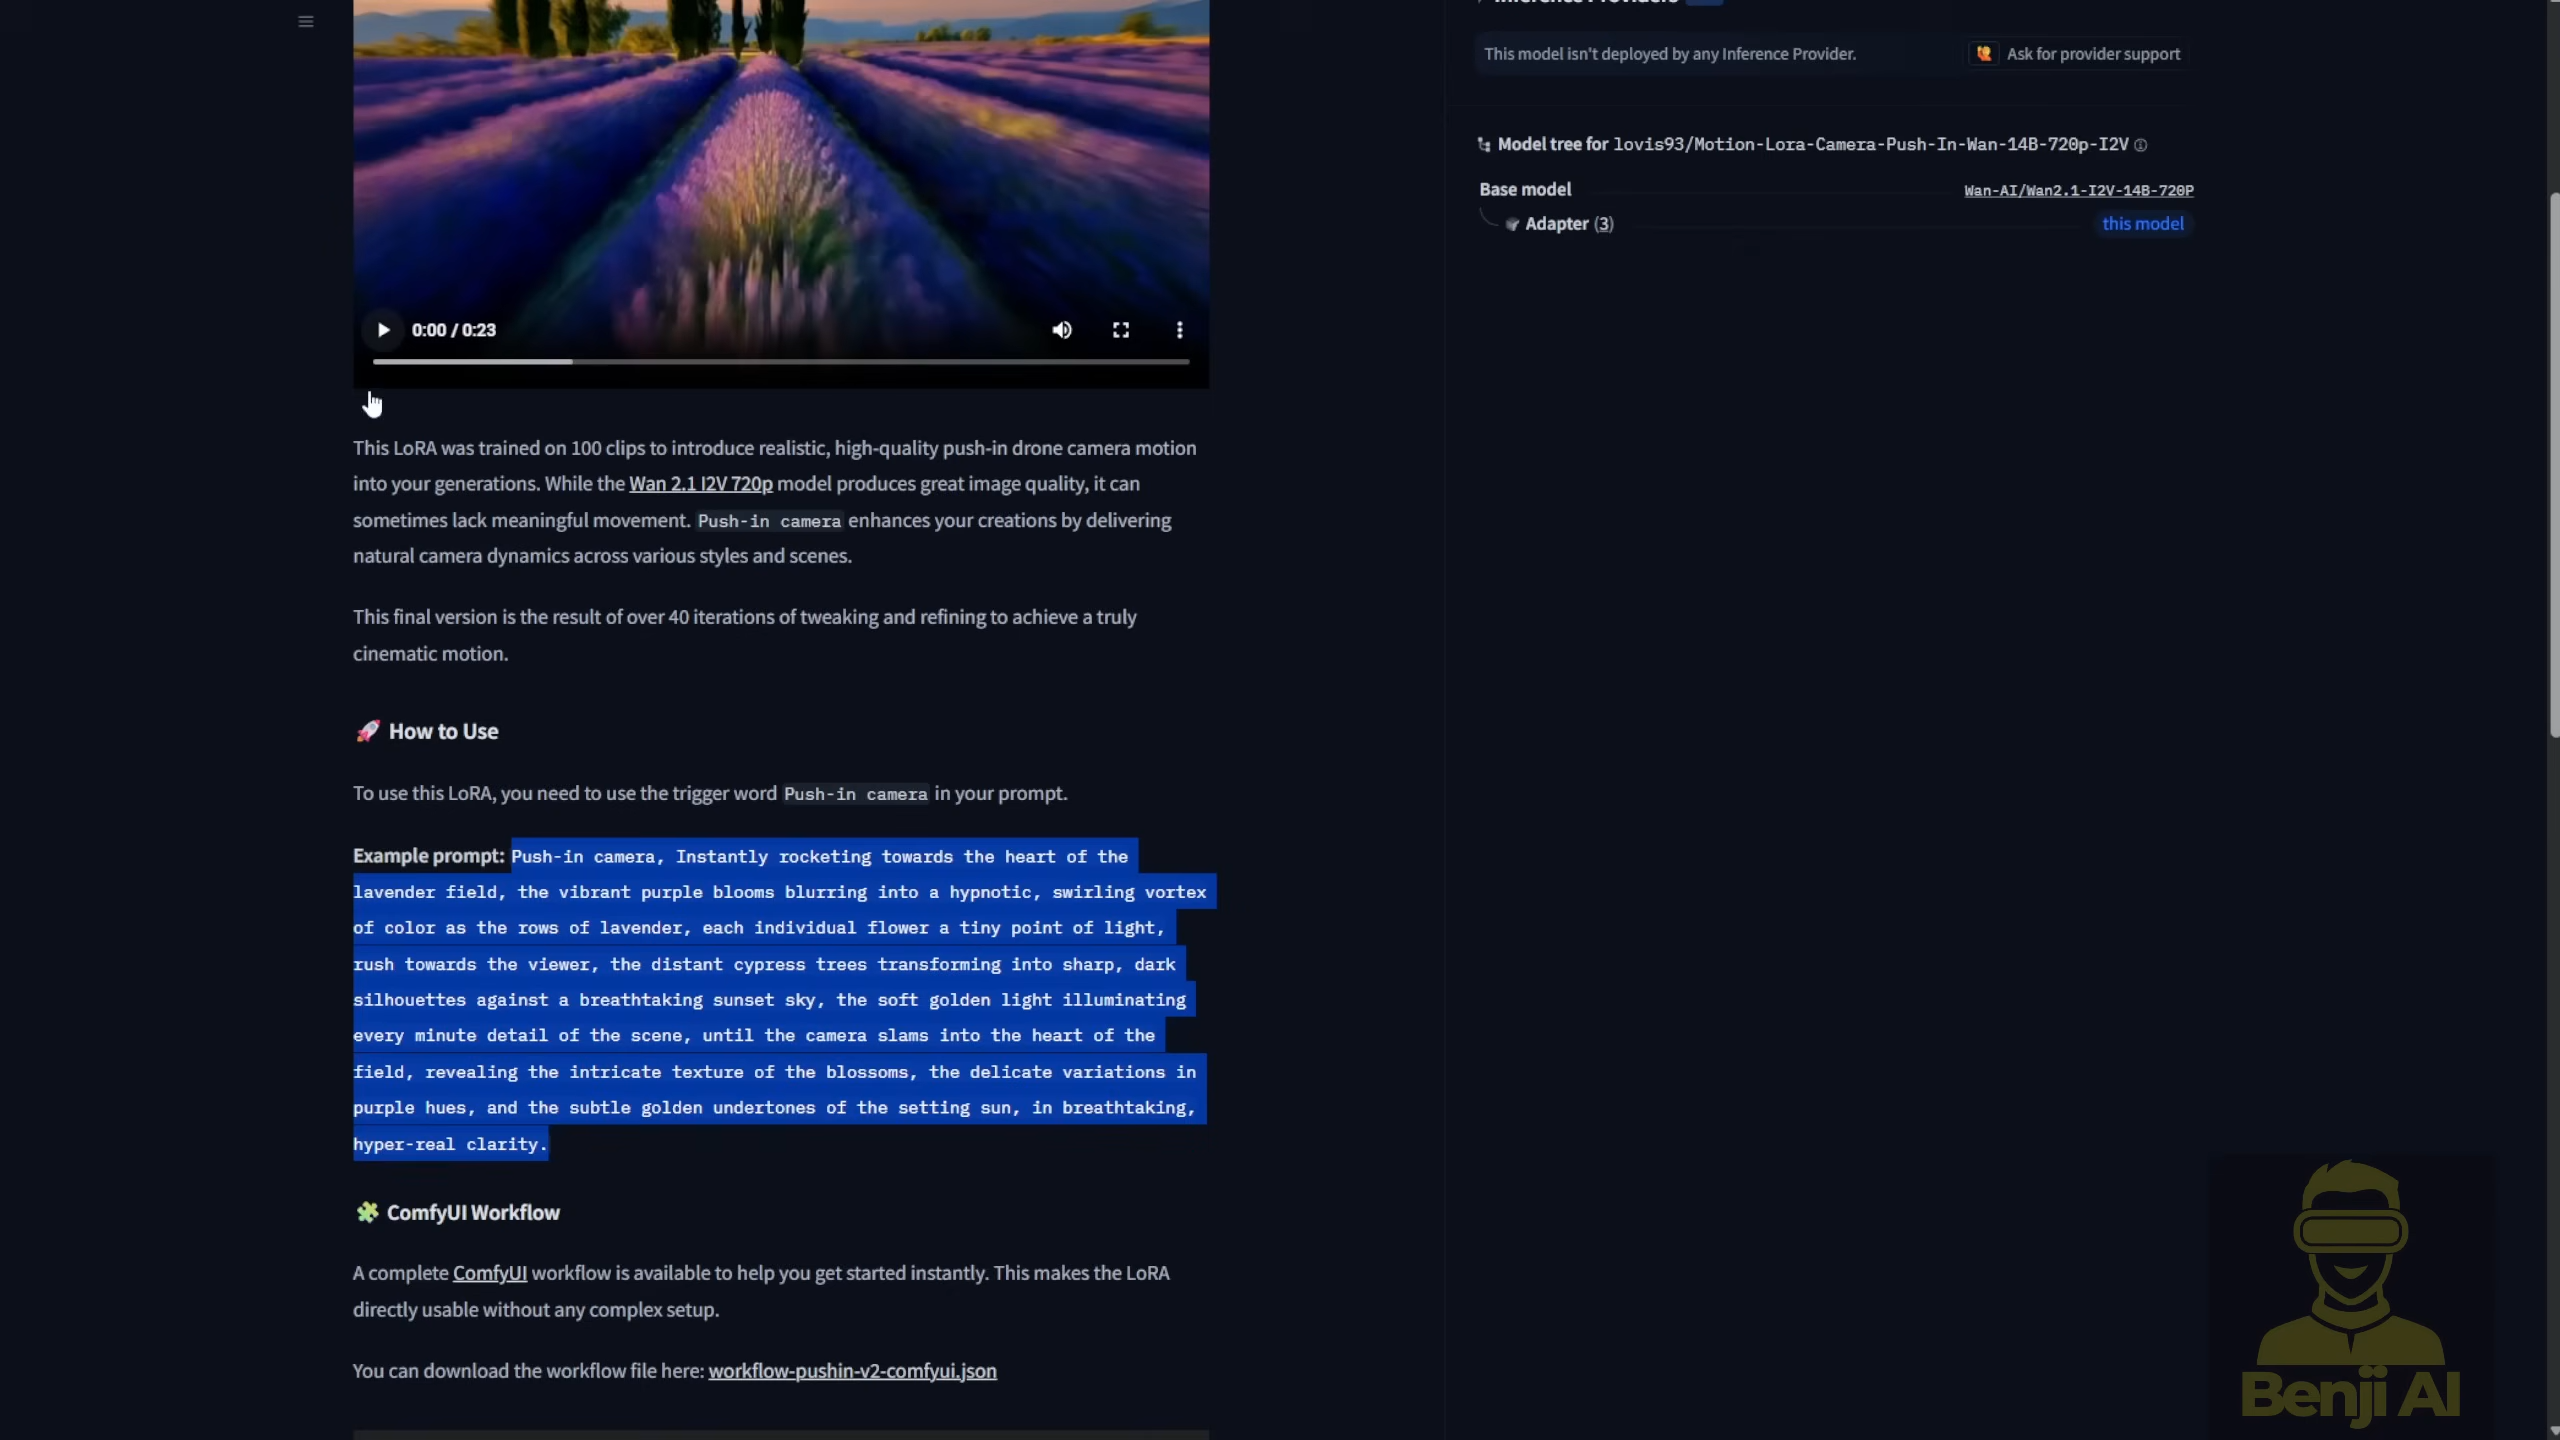 This model isn't deployed by any Inference Provider.
Ask for provider support
Model tree for lovis93/Motion-Lora-Camera-Push-In-Wan-14B-720p-I2V
Base model
Wan-AI/Wan2.1-I2V-14B-720P
Adapter (3)
this model
0:00 / 0:23
This LoRA was trained on 100 clips to introduce realistic, high-quality push-in drone camera motion
into your generations. While the Wan 2.1 I2V 720p model produces great image quality, it can
sometimes lack meaningful movement. Push-in camera enhances your creations by delivering
natural camera dynamics across various styles and scenes.
This final version is the result of over 40 iterations of tweaking and refining to achieve a truly
cinematic motion.
How to Use
To use this LoRA, you need to use the trigger word Push-in camera in your prompt.
Example prompt: Push-in camera, Instantly rocketing towards the heart of the
lavender field, the vibrant purple blooms blurring into a hypnotic, swirling vortex
of color as the rows of lavender, each individual flower a tiny point of light,
rush towards the viewer, the distant cypress trees transforming into sharp, dark
silhouettes against a breathtaking sunset sky, the soft golden light illuminating
every minute detail of the scene, until the camera slams into the heart of the
field, revealing the intricate texture of the blossoms, the delicate variations in
purple hues, and the subtle golden undertones of the setting sun, in breathtaking,
hyper-real clarity.
ComfyUI Workflow
A complete ComfyUI workflow is available to help you get started instantly. This makes the LoRA
directly usable without any complex setup.
You can download the workflow file here: workflow-pushin-v2-comfyui.json
Benji AI